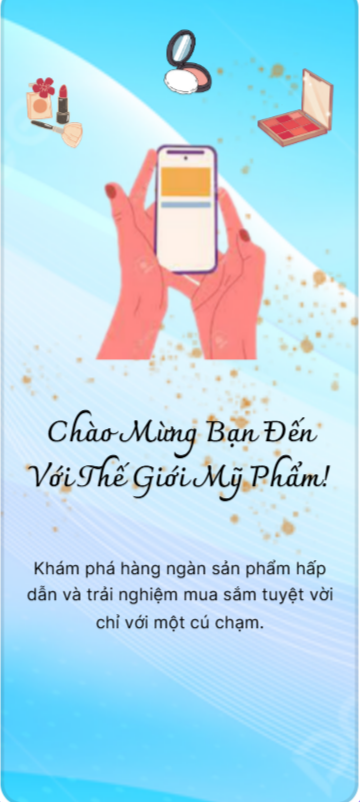 Chào Mừng Bạn Đến
Với Thế Giới Mỹ Phẩm!
Khám phá hàng ngàn sản phẩm hấp
dẫn và trải nghiệm mua sắm tuyệt vời
chỉ với một cú chạm.